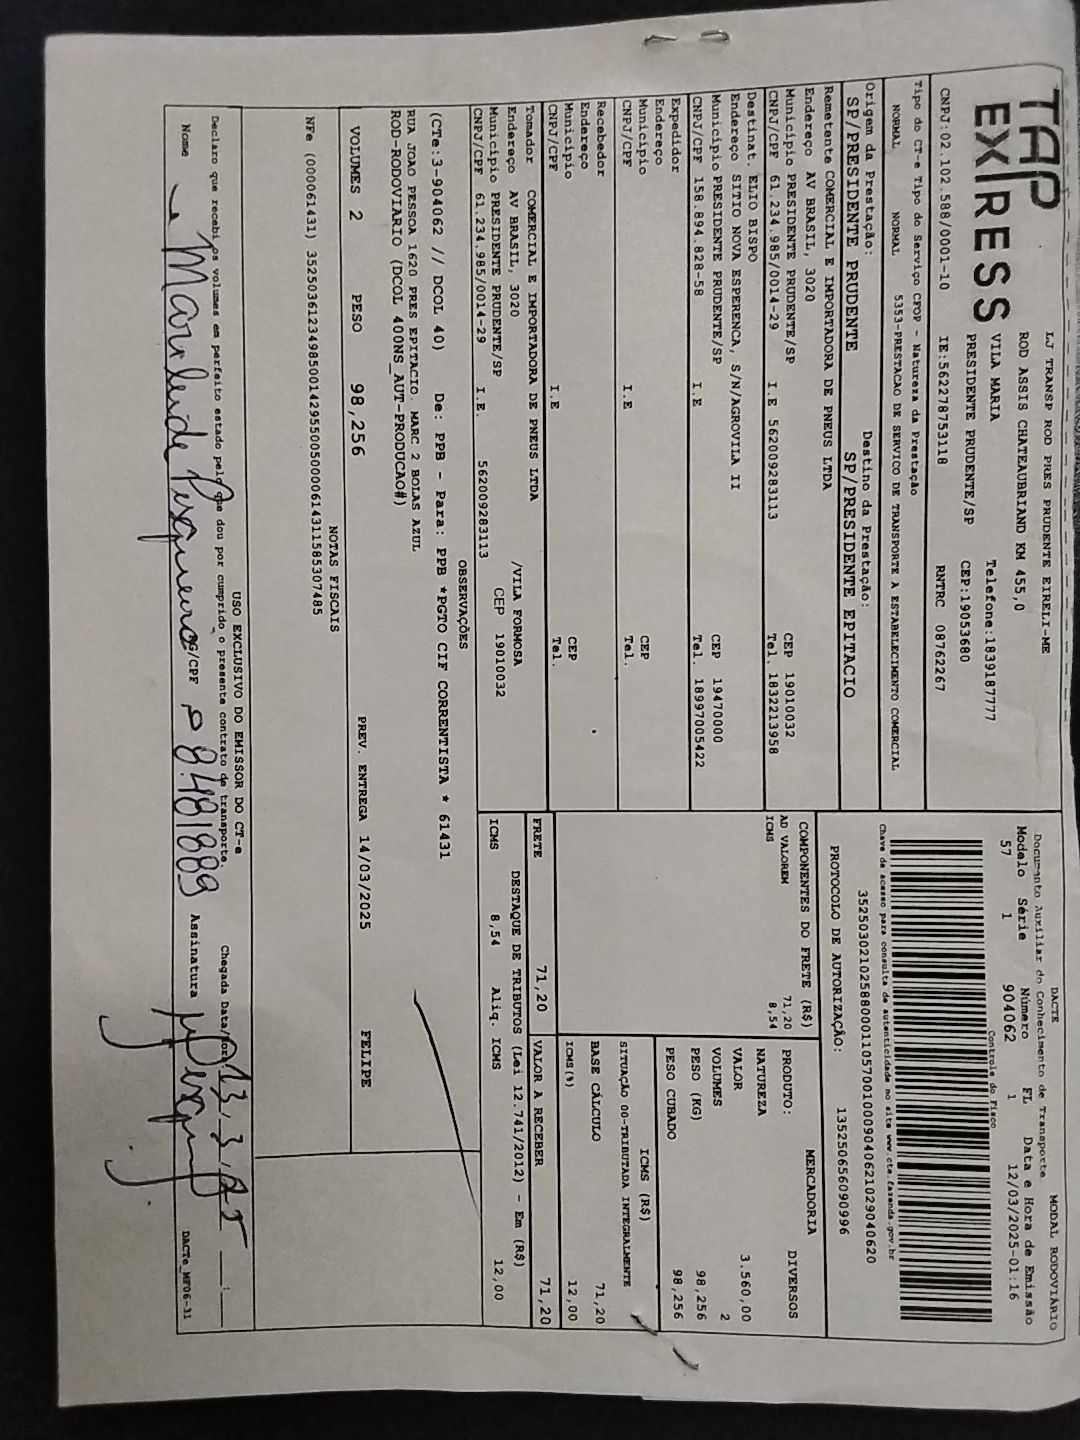 TAP EXPRESS
LJ TRANSP ROD PRES PRUDENTE EIRELI-ME
ROD ASSIS CHATEAUBRIAND KM 455,0
VILA MARIA Telefone:1839187777
PRESIDENTE PRUDENTE/SP CEP:19053680
CNPJ:02.102.588/0001-10 IE:562278753118 RNTRC 08762267
Tipo do CT-e Tipo do Serviço CFOP - Natureza da Prestação
NORMAL NORMAL 5353-PRESTACAO DE SERVICO DE TRANSPORTE A ESTABELECIMENTO COMERCIAL
Origem da Prestação: Destino da Prestação:
SP/PRESIDENTE PRUDENTE SP/PRESIDENTE EPITACIO
Remetente COMERCIAL E IMPORTADORA DE PNEUS LTDA
Endereço AV BRASIL, 3020 CEP 19010032
Município PRESIDENTE PRUDENTE/SP Tel. 1832213958
CNPJ/CPF 61.234.985/0014-29 I.E 562009283113
Destinat. ELIO BISPO
Endereço SITIO NOVA ESPERENCA, S/N/AGROVILA II
Município PRESIDENTE PRUDENTE/SP CEP 19470000
CNPJ/CPF 158.894.828-58 I.E Tel. 18997005422
Expedidor
Endereço
Município CEP
CNPJ/CPF I.E Tel.
Recebedor
Endereço
Município CEP
CNPJ/CPF I.E Tel.
Tomador COMERCIAL E IMPORTADORA DE PNEUS LTDA
Endereço AV BRASIL, 3020 /VILA FORMOSA
Município PRESIDENTE PRUDENTE/SP CEP 19010032
CNPJ/CPF 61.234.985/0014-29 I.E. 562009283113
DACTE MODAL RODOVIÁRIO
Documento Auxiliar do Conhecimento de Transporte
Modelo Série Número FL Data e Hora de Emissão
57 1 904062 1 12/03/2025-01:16
Controle do Fisco
Chave de acesso para consulta de autenticidade no site www.cte.fazenda.gov.br
35250302102588000110570010009040621029040620
PROTOCOLO DE AUTORIZAÇÃO: 135250656090996
COMPONENTES DO FRETE (R$)
AD VALOREM 71,20
ICMS 8,54
MERCADORIA
PRODUTO: DIVERSOS
NATUREZA
VALOR 3.560,00
VOLUMES 2
PESO (KG) 98,256
PESO CUBADO 98,256
ICMS (R$)
SITUAÇÃO 00-TRIBUTADA INTEGRALMENTE
BASE CÁLCULO 71,20
ICMS(%) 12,00
FRETE 71,20 VALOR A RECEBER 71,20
DESTAQUE DE TRIBUTOS (Lei 12.741/2012) - Em (R$)
ICMS 8,54 Aliq. ICMS 12,00
OBSERVAÇÕES
(CTe:3-904062 // DCOL 40) De: PPB - Para: PPB *PGTO CIF CORRENTISTA * 61431
RUA JOAO PESSOA 1620 PRES EPITACIO. MARC 2 BOLAS AZUL
ROD-RODOVIARIO (DCOL 40ONS_AUT-PRODUCAO#)
VOLUMES 2 PESO 98,256 PREV. ENTREGA 14/03/2025 FELIPE
NOTAS FISCAIS
NFe (000061431) 35250361234985001429550050000614311585307485
USO EXCLUSIVO DO EMISSOR DO CT-e
Declaro que recebi os volumes em perfeito estado pelo que dou por cumprido o presente contrato de transporte. Chegada Data/Hora 13, 3, 25
Nome RG/CPF 8.481889 Assinatura
DACTe_MF06-31